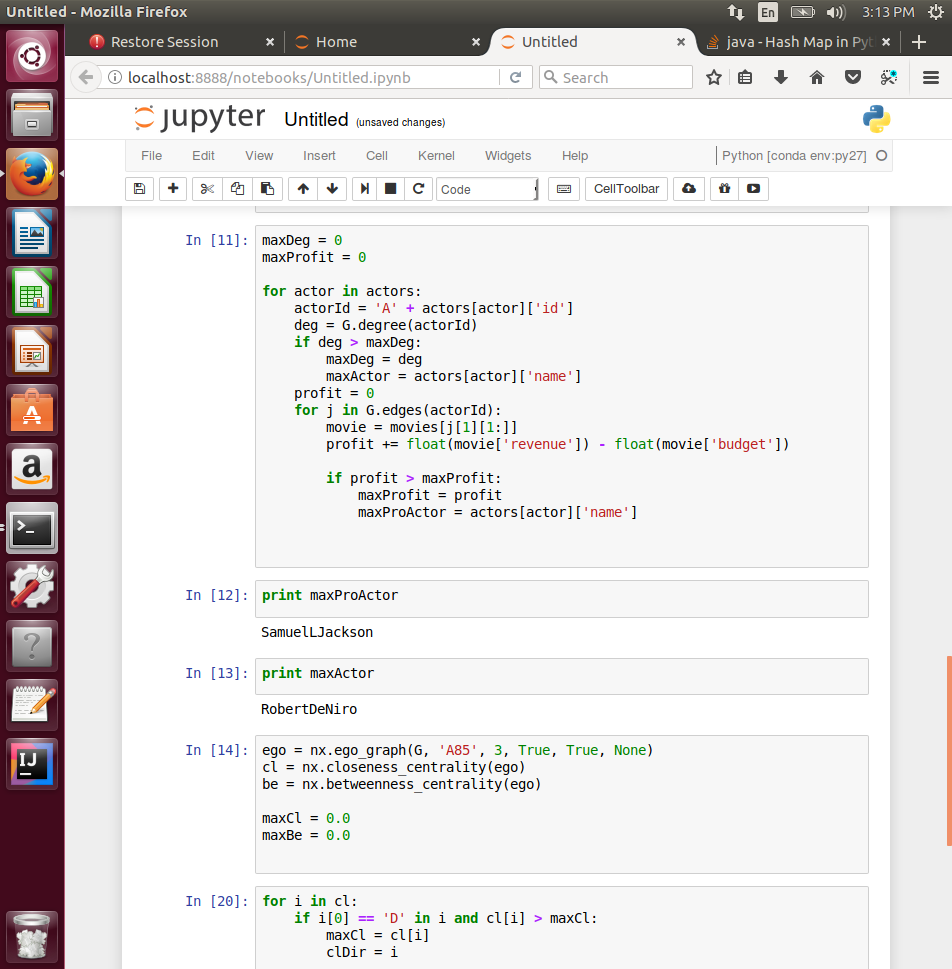 Untitled - Mozilla Firefox
En
3:13 PM
Restore Session
Home
Untitled
java - Hash Map in Pyt
localhost:8888/notebooks/Untitled.ipynb
Search
jupyter
Untitled
(unsaved changes)
File Edit View Insert Cell Kernel Widgets Help
Python [conda env:py27]
Code
CellToolbar
In [11]:
maxDeg = 0
maxProfit = 0
for actor in actors:
    actorId = 'A' + actors[actor]['id']
    deg = G.degree(actorId)
    if deg > maxDeg:
        maxDeg = deg
        maxActor = actors[actor]['name']
    profit = 0
    for j in G.edges(actorId):
        movie = movies[j[1][1:]]
        profit += float(movie['revenue']) - float(movie['budget'])
        if profit > maxProfit:
            maxProfit = profit
            maxProActor = actors[actor]['name']
In [12]:
print maxProActor
SamuelLJackson
In [13]:
print maxActor
RobertDeNiro
In [14]:
ego = nx.ego_graph(G, 'A85', 3, True, True, None)
cl = nx.closeness_centrality(ego)
be = nx.betweenness_centrality(ego)
maxCl = 0.0
maxBe = 0.0
In [20]:
for i in cl:
    if i[0] == 'D' in i and cl[i] > maxCl:
        maxCl = cl[i]
        clDir = i